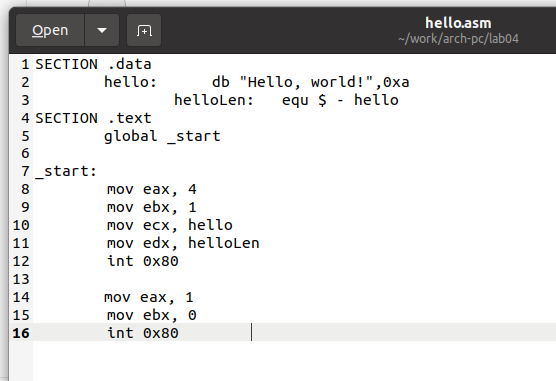 Open
hello.asm
~/work/arch-pc/lab04
1 SECTION .data
2 hello: db "Hello, world!",0xa
3 helloLen: equ $ - hello
4 SECTION .text
5 global _start
6
7 _start:
8 mov eax, 4
9 mov ebx, 1
10 mov ecx, hello
11 mov edx, helloLen
12 int 0x80
13
14 mov eax, 1
15 mov ebx, 0
16 int 0x80